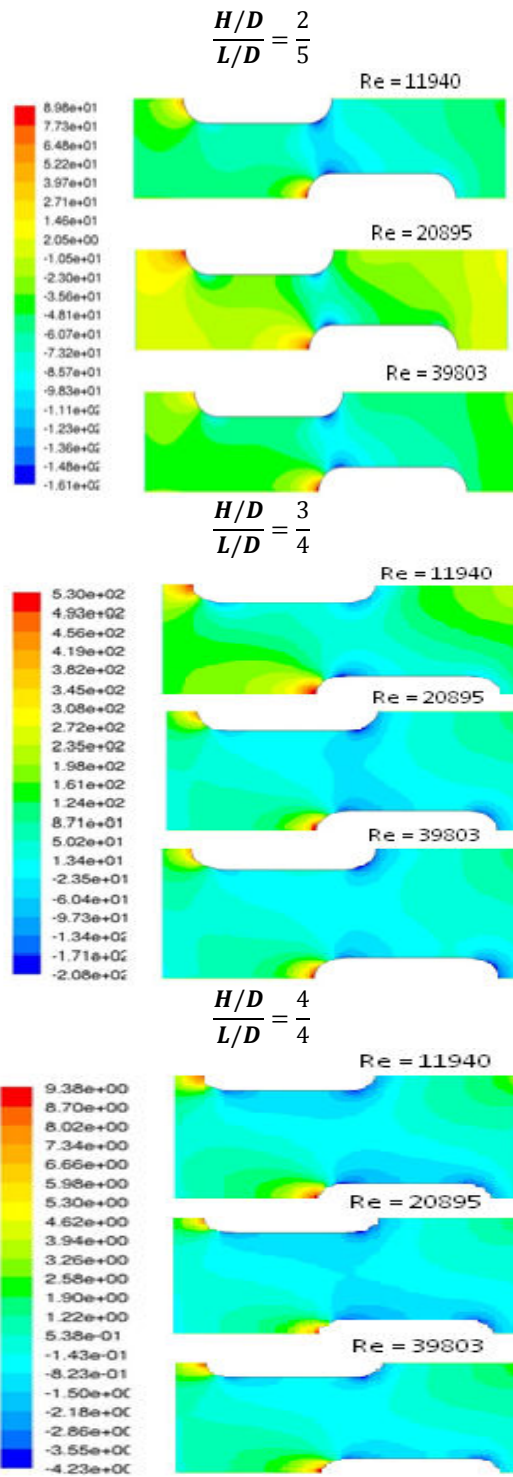 H/D / L/D = 2/5
Re = 11940
8.98e+01
7.73e+01
6.48e+01
5.22e+01
3.97e+01
2.71e+01
1.46e+01
2.05e+00
-1.05e+01
-2.30e+01
-3.56e+01
-4.81e+01
-6.07e+01
-7.32e+01
-8.57e+01
-9.83e+01
-1.11e+02
-1.23e+02
-1.36e+02
-1.48e+02
-1.61e+02
Re = 20895
Re = 39803
H/D / L/D = 3/4
Re = 11940
5.30e+02
4.93e+02
4.56e+02
4.19e+02
3.82e+02
3.45e+02
3.08e+02
2.72e+02
2.35e+02
1.98e+02
1.61e+02
1.24e+02
8.71e+01
5.02e+01
1.34e+01
-2.35e+01
-6.04e+01
-9.73e+01
-1.34e+02
-1.71e+02
-2.08e+02
Re = 20895
Re = 39803
H/D / L/D = 4/4
Re = 11940
9.38e+00
8.70e+00
8.02e+00
7.34e+00
6.66e+00
5.98e+00
5.30e+00
4.62e+00
3.94e+00
3.26e+00
2.58e+00
1.90e+00
1.22e+00
5.38e-01
-1.43e-01
-8.23e-01
-1.50e+00
-2.18e+00
-2.86e+00
-3.55e+00
-4.23e+00
Re = 20895
Re = 39803